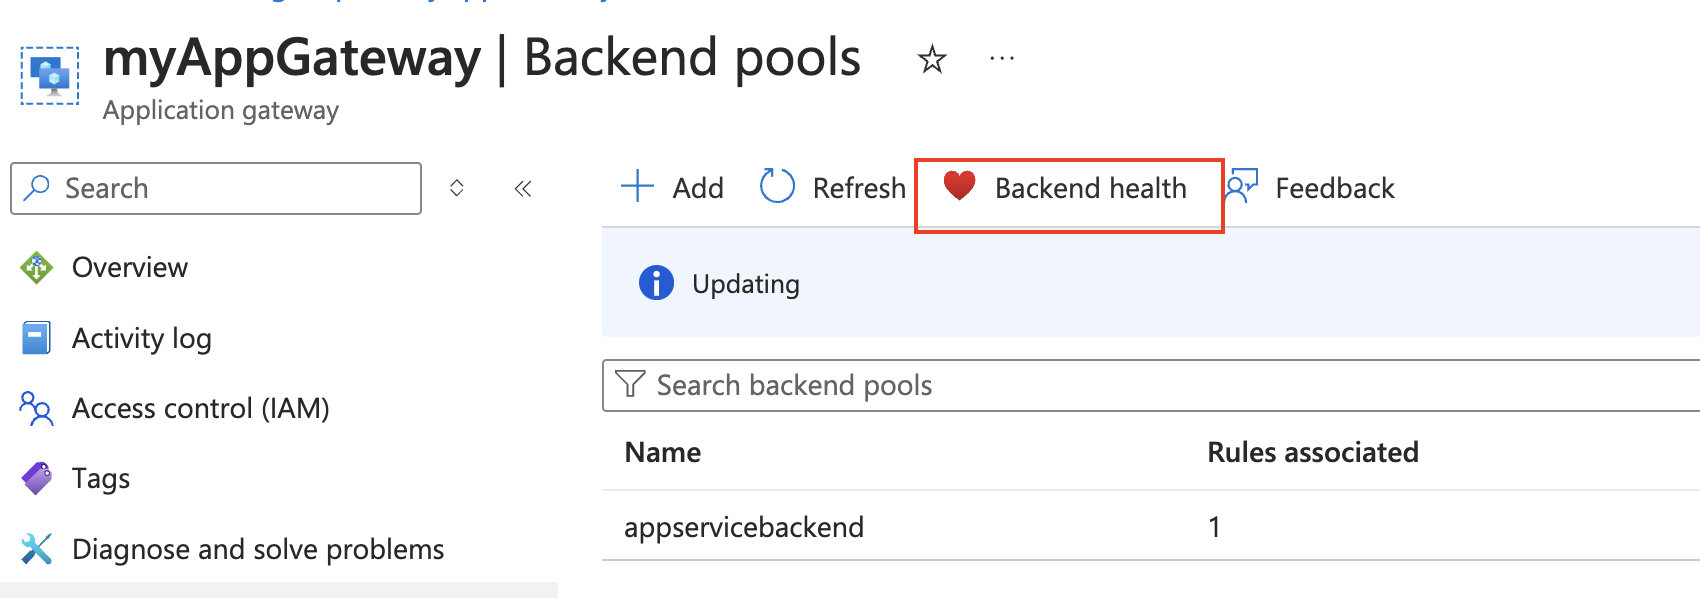 myAppGateway | Backend pools
Application gateway
Search
Add Refresh Backend health Feedback
Overview
Updating
Activity log
Search backend pools
Access control (IAM)
Name Rules associated
Tags
appservicebackend 1
Diagnose and solve problems